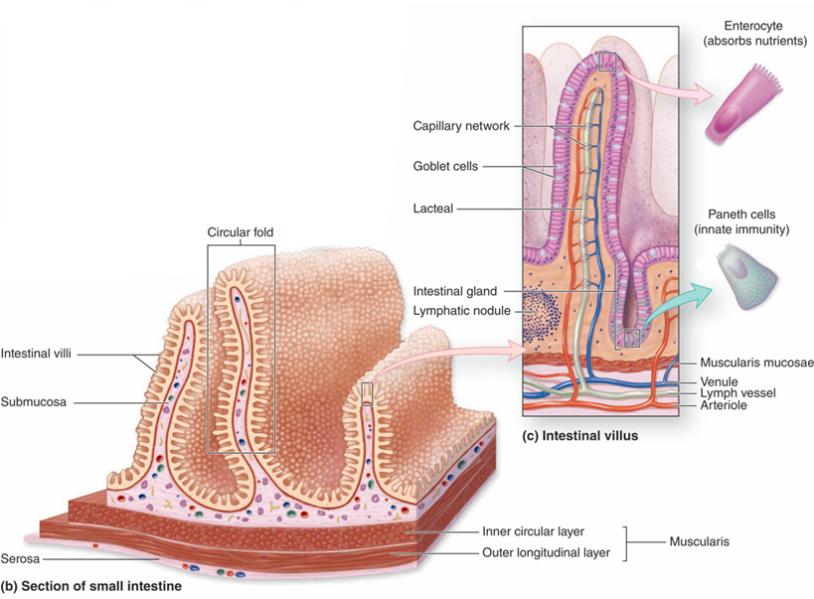 Enterocyte
(absorbs nutrients)
Capillary network
Goblet cells
Lacteal
Paneth cells
(innate immunity)
Circular fold
Intestinal gland
Lymphatic nodule
Intestinal villi
Submucosa
Muscularis mucosae
Venule
Lymph vessel
Arteriole
(c) Intestinal villus
Inner circular layer
Muscularis
Outer longitudinal layer
Serosa
(b) Section of small intestine